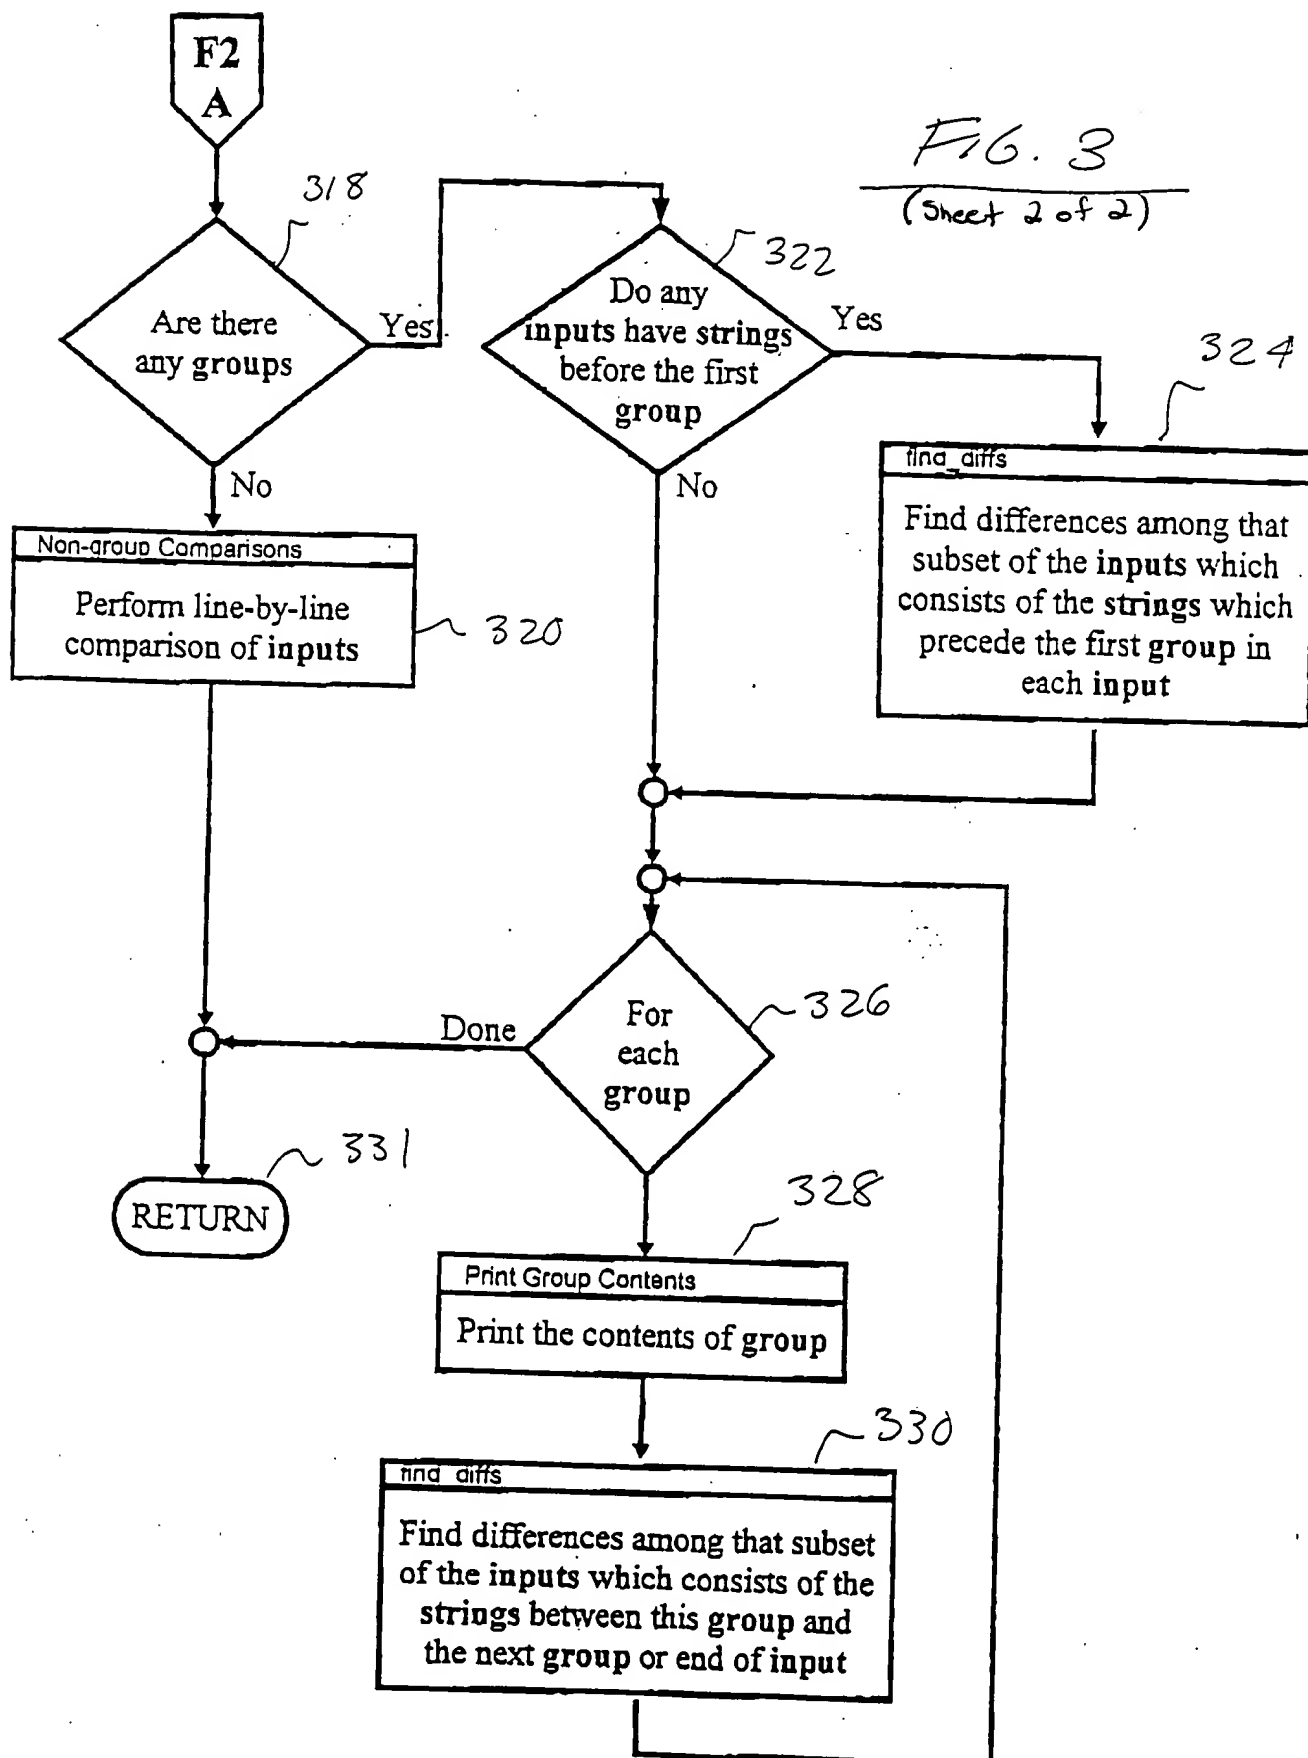 F2
A
FIG. 3
(Sheet 2 of 2)
318
Are there
any groups
Yes
No
322
Do any
inputs have strings
before the first
group
Yes
No
324
find_diffs
Find differences among that
subset of the inputs which
consists of the strings which
precede the first group in
each input
Non-group Comparisons
Perform line-by-line
comparison of inputs
320
326
For
each
group
Done
331
RETURN
328
Print Group Contents
Print the contents of group
330
find_diffs
Find differences among that subset
of the inputs which consists of the
strings between this group and
the next group or end of input